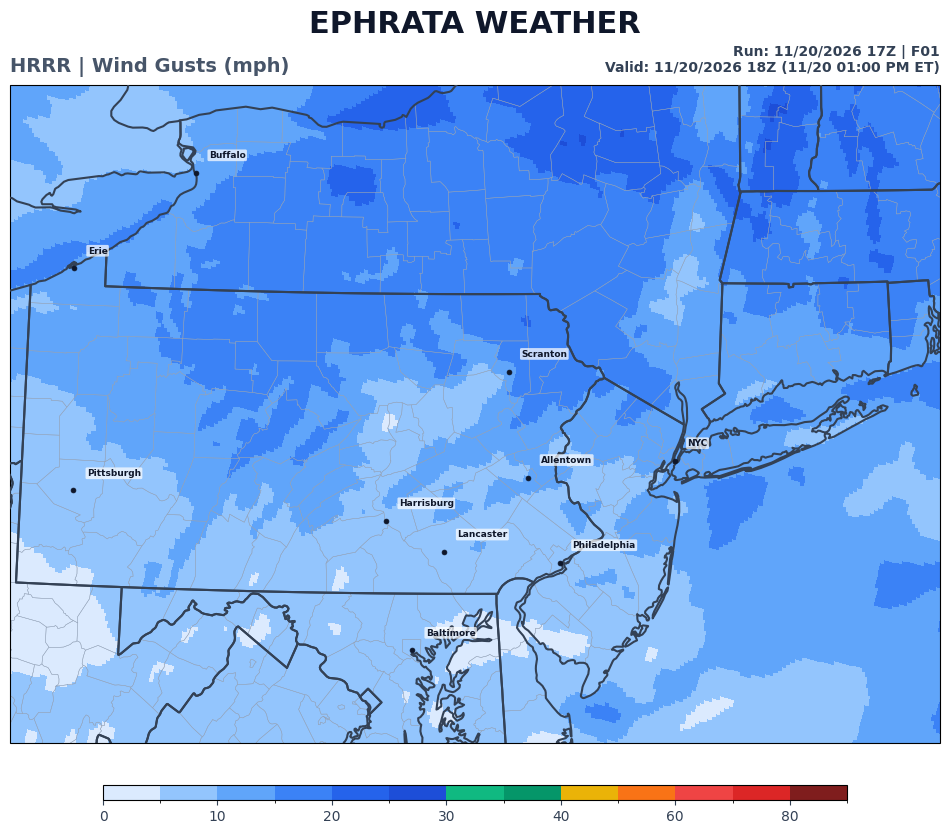 EPHRATA WEATHER
HRRR | Wind Gusts (mph)
Run: 11/20/2026 17Z | F01
Valid: 11/20/2026 18Z (11/20 01:00 PM ET)
Buffalo
Erie
Scranton
NYC
Allentown
Pittsburgh
Harrisburg
Lancaster
Philadelphia
Baltimore
0 10 20 30 40 60 80